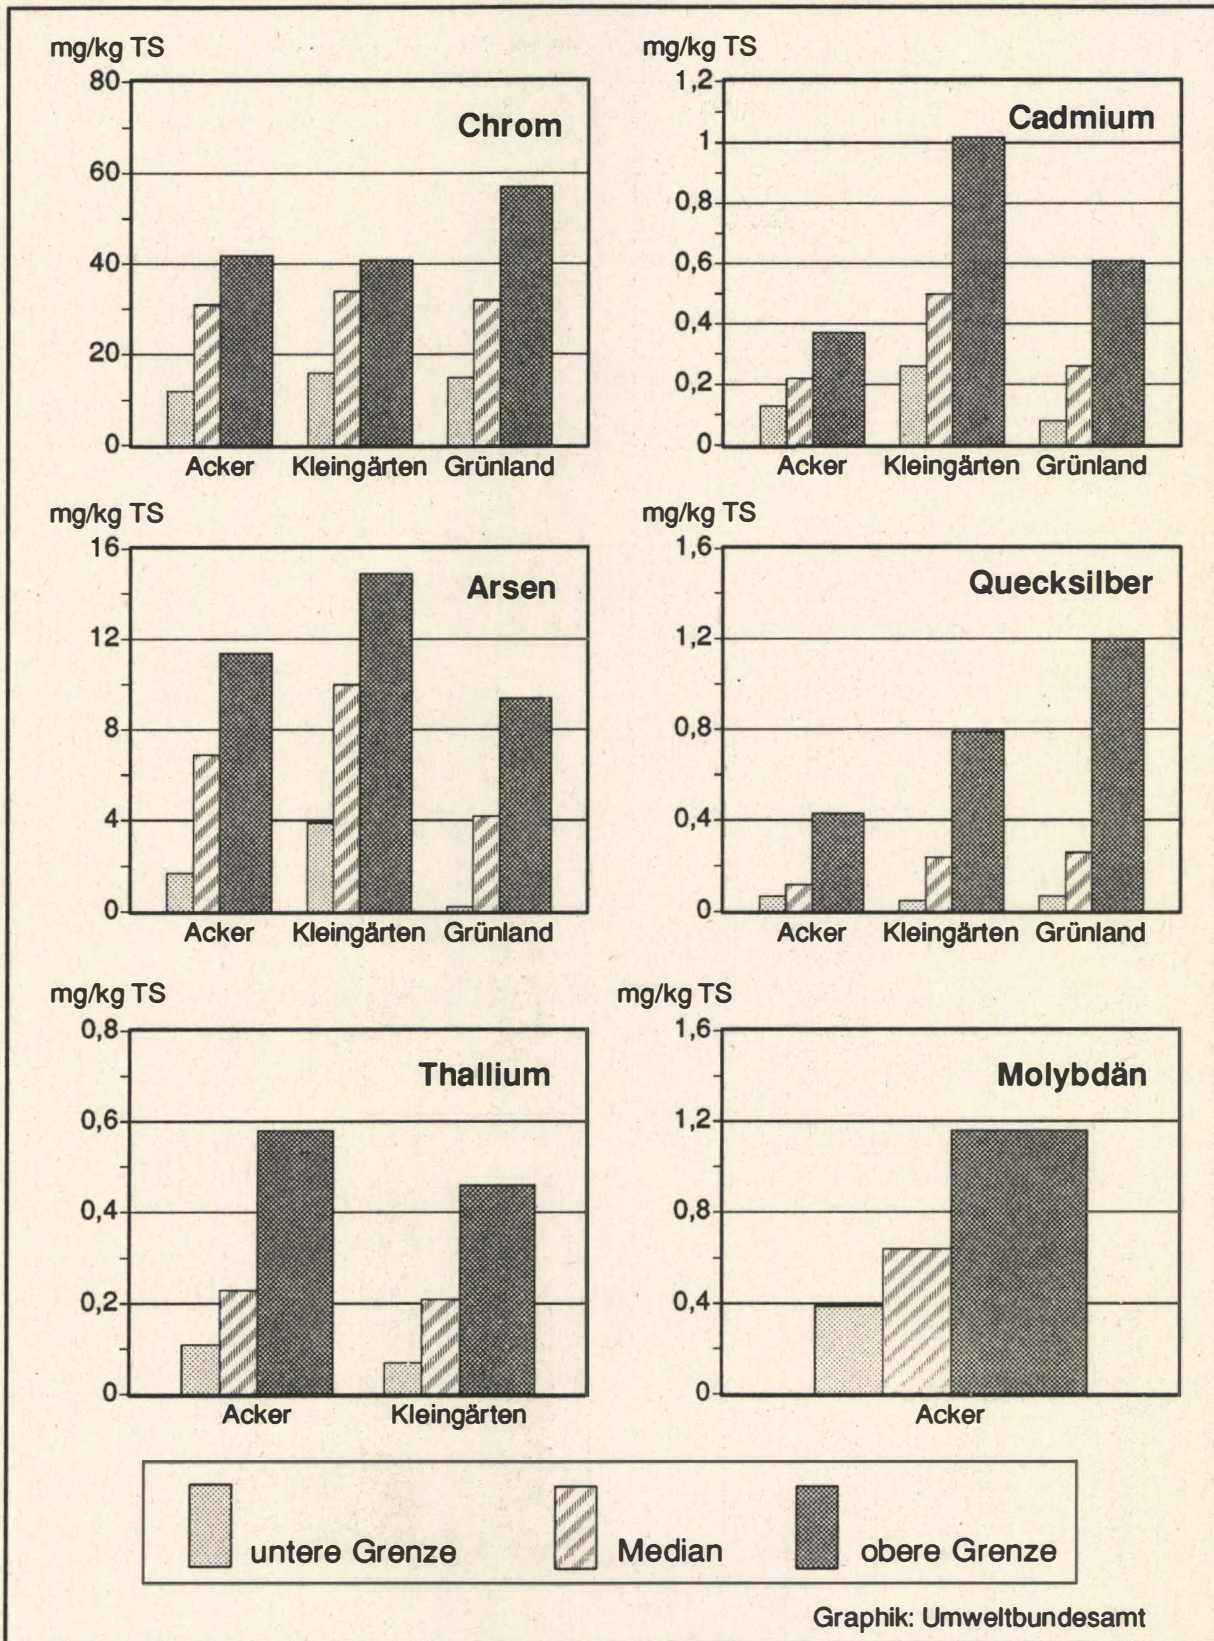 mg/kg TS
80
60
40
20
0
Chrom
Acker Kleingärten Grünland
mg/kg TS
1,2
1
0,8
0,6
0,4
0,2
0
Cadmium
Acker Kleingärten Grünland
mg/kg TS
16
12
8
4
0
Arsen
Acker Kleingärten Grünland
mg/kg TS
1,6
1,2
0,8
0,4
0
Quecksilber
Acker Kleingärten Grünland
mg/kg TS
0,8
0,6
0,4
0,2
0
Thallium
Acker Kleingärten
mg/kg TS
1,6
1,2
0,8
0,4
0
Molybdän
Acker
untere Grenze Median obere Grenze
Graphik: Umweltbundesamt